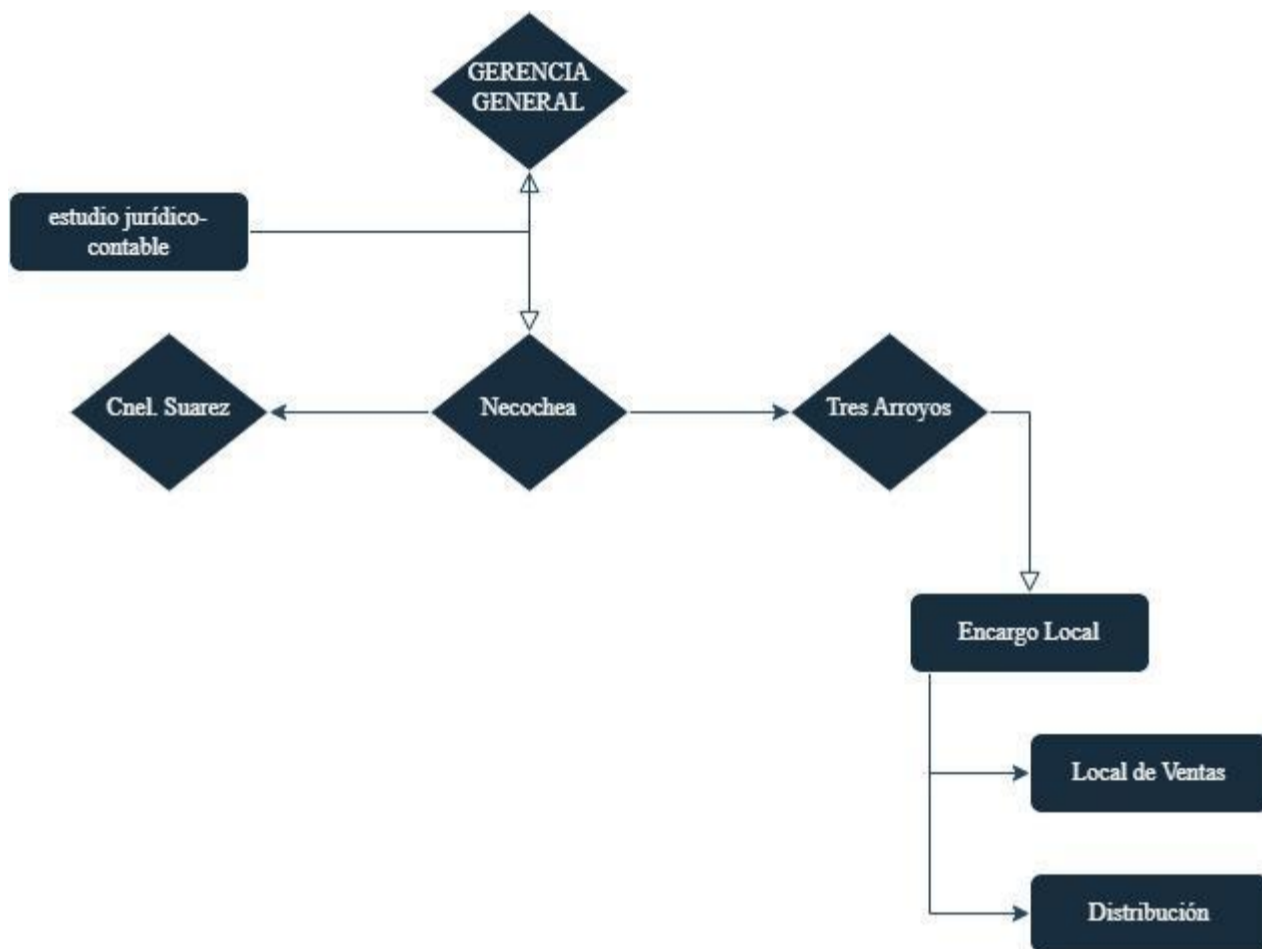 GERENCIA
GENERAL
estudio jurídico-
contable
Cnel. Suarez
Necochea
Tres Arroyos
Encargo Local
Local de Ventas
Distribución